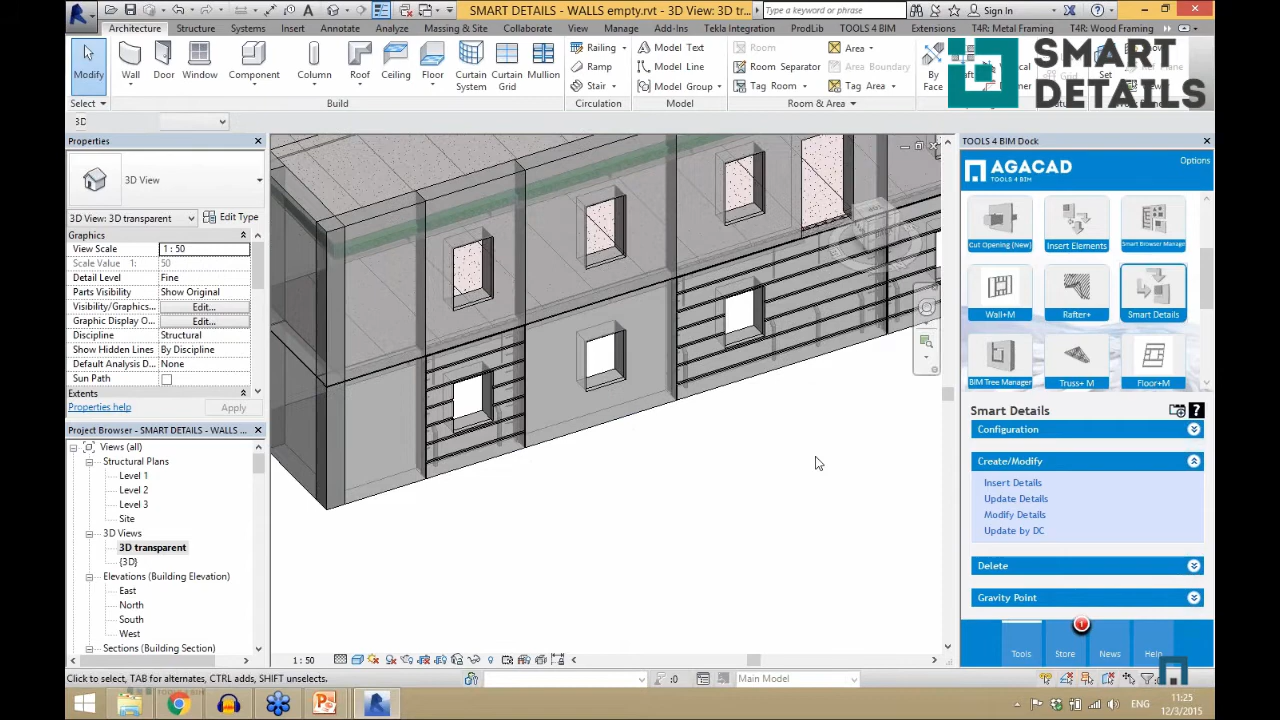 SMART DETAILS - WALLS empty.rvt - 3D View: 3D tr...
Type a keyword or phrase
Sign In
Architecture
Structure
Systems
Insert
Annotate
Analyze
Massing & Site
Collaborate
View
Manage
Add-Ins
Tekla Integration
ProdLib
TOOLS 4 BIM
Extensions
T4R: Metal Framing
T4R: Wood Framing
Modify
Wall
Door
Window
Component
Column
Roof
Ceiling
Floor
Curtain System
Curtain Grid
Mullion
Railing
Ramp
Stair
Model Text
Model Line
Model Group
Room
Room Separator
Tag Room
Area
Area Boundary
Tag Area
By Face
Set
SMART DETAILS
Select
Build
Circulation
Model
Room & Area
3D
Properties
3D View
3D View: 3D transparent
Edit Type
Graphics
View Scale 1 : 50
Scale Value 1: 50
Detail Level Fine
Parts Visibility Show Original
Visibility/Graphics... Edit...
Graphic Display O... Edit...
Discipline Structural
Show Hidden Lines By Discipline
Default Analysis D... None
Sun Path
Extents
Properties help
Apply
Project Browser - SMART DETAILS - WALLS ...
Views (all)
Structural Plans
Level 1
Level 2
Level 3
Site
3D Views
3D transparent
{3D}
Elevations (Building Elevation)
East
North
South
West
Sections (Building Section)
TOOLS 4 BIM Dock
AGACAD
TOOLS 4 BIM
Options
Cut Opening (New)
Insert Elements
Smart Browser Manager
Wall+M
Rafter+
Smart Details
BIM Tree Manager
Truss+ M
Floor+M
Smart Details
Configuration
Create/Modify
Insert Details
Update Details
Modify Details
Update by DC
Delete
Gravity Point
1
Tools
Store
News
Help
1 : 50
Click to select, TAB for alternates, CTRL adds, SHIFT unselects.
:0
Main Model
:0
ENG
11:25
12/3/2015